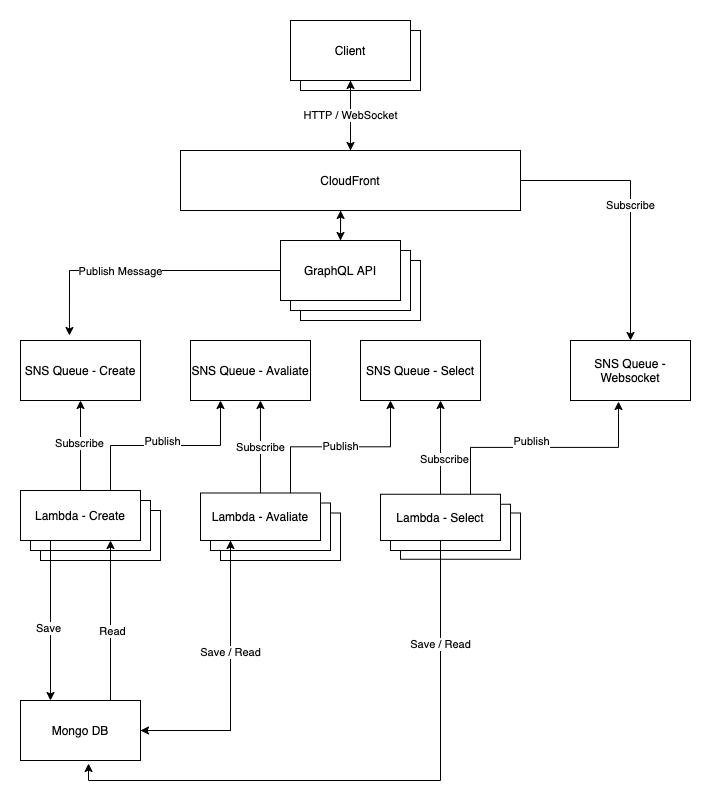 Client
HTTP / WebSocket
CloudFront
Subscribe
GraphQL API
Publish Message
SNS Queue - Create
SNS Queue - Avaliate
SNS Queue - Select
SNS Queue -
Websocket
Subscribe
Publish
Subscribe
Publish
Subscribe
Publish
Lambda - Create
Lambda - Avaliate
Lambda - Select
Save
Read
Save / Read
Save / Read
Mongo DB